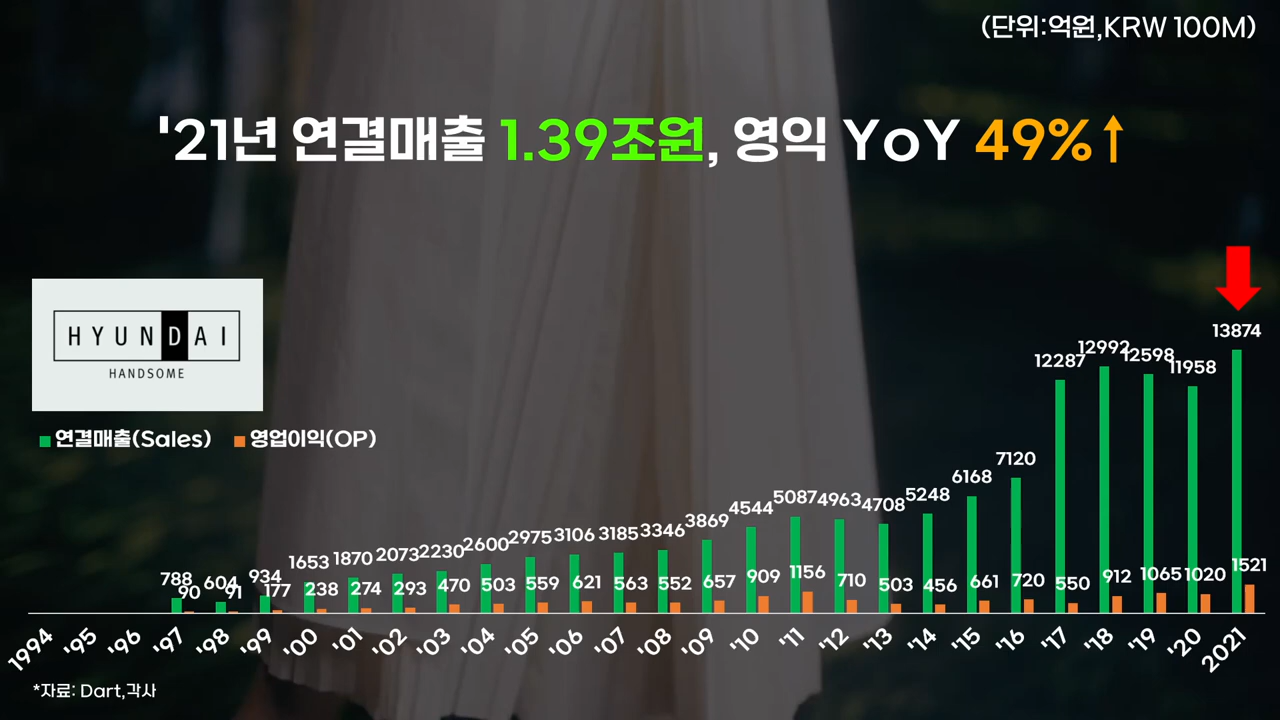 (단위:억원,KRW 100M)
'21년 연결매출 1.39조원, 영익 YoY 49%↑
HYUNDAI
HANDSOME
연결매출(Sales) 영업이익(OP)
788 604 934 1653 1870 2073 2230 2600 2975 3106 3185 3346 3869 4544 5087 4963 4708 5248 6168 7120 12287 12992 12598 11958 13874
90 91 177 238 274 293 470 503 559 621 563 552 657 909 1156 710 503 456 661 720 550 912 1065 1020 1521
1994 '95 '96 '97 '98 '99 '00 '01 '02 '03 '04 '05 '06 '07 '08 '09 '10 '11 '12 '13 '14 '15 '16 '17 '18 '19 '20 2021
*자료: Dart,각사